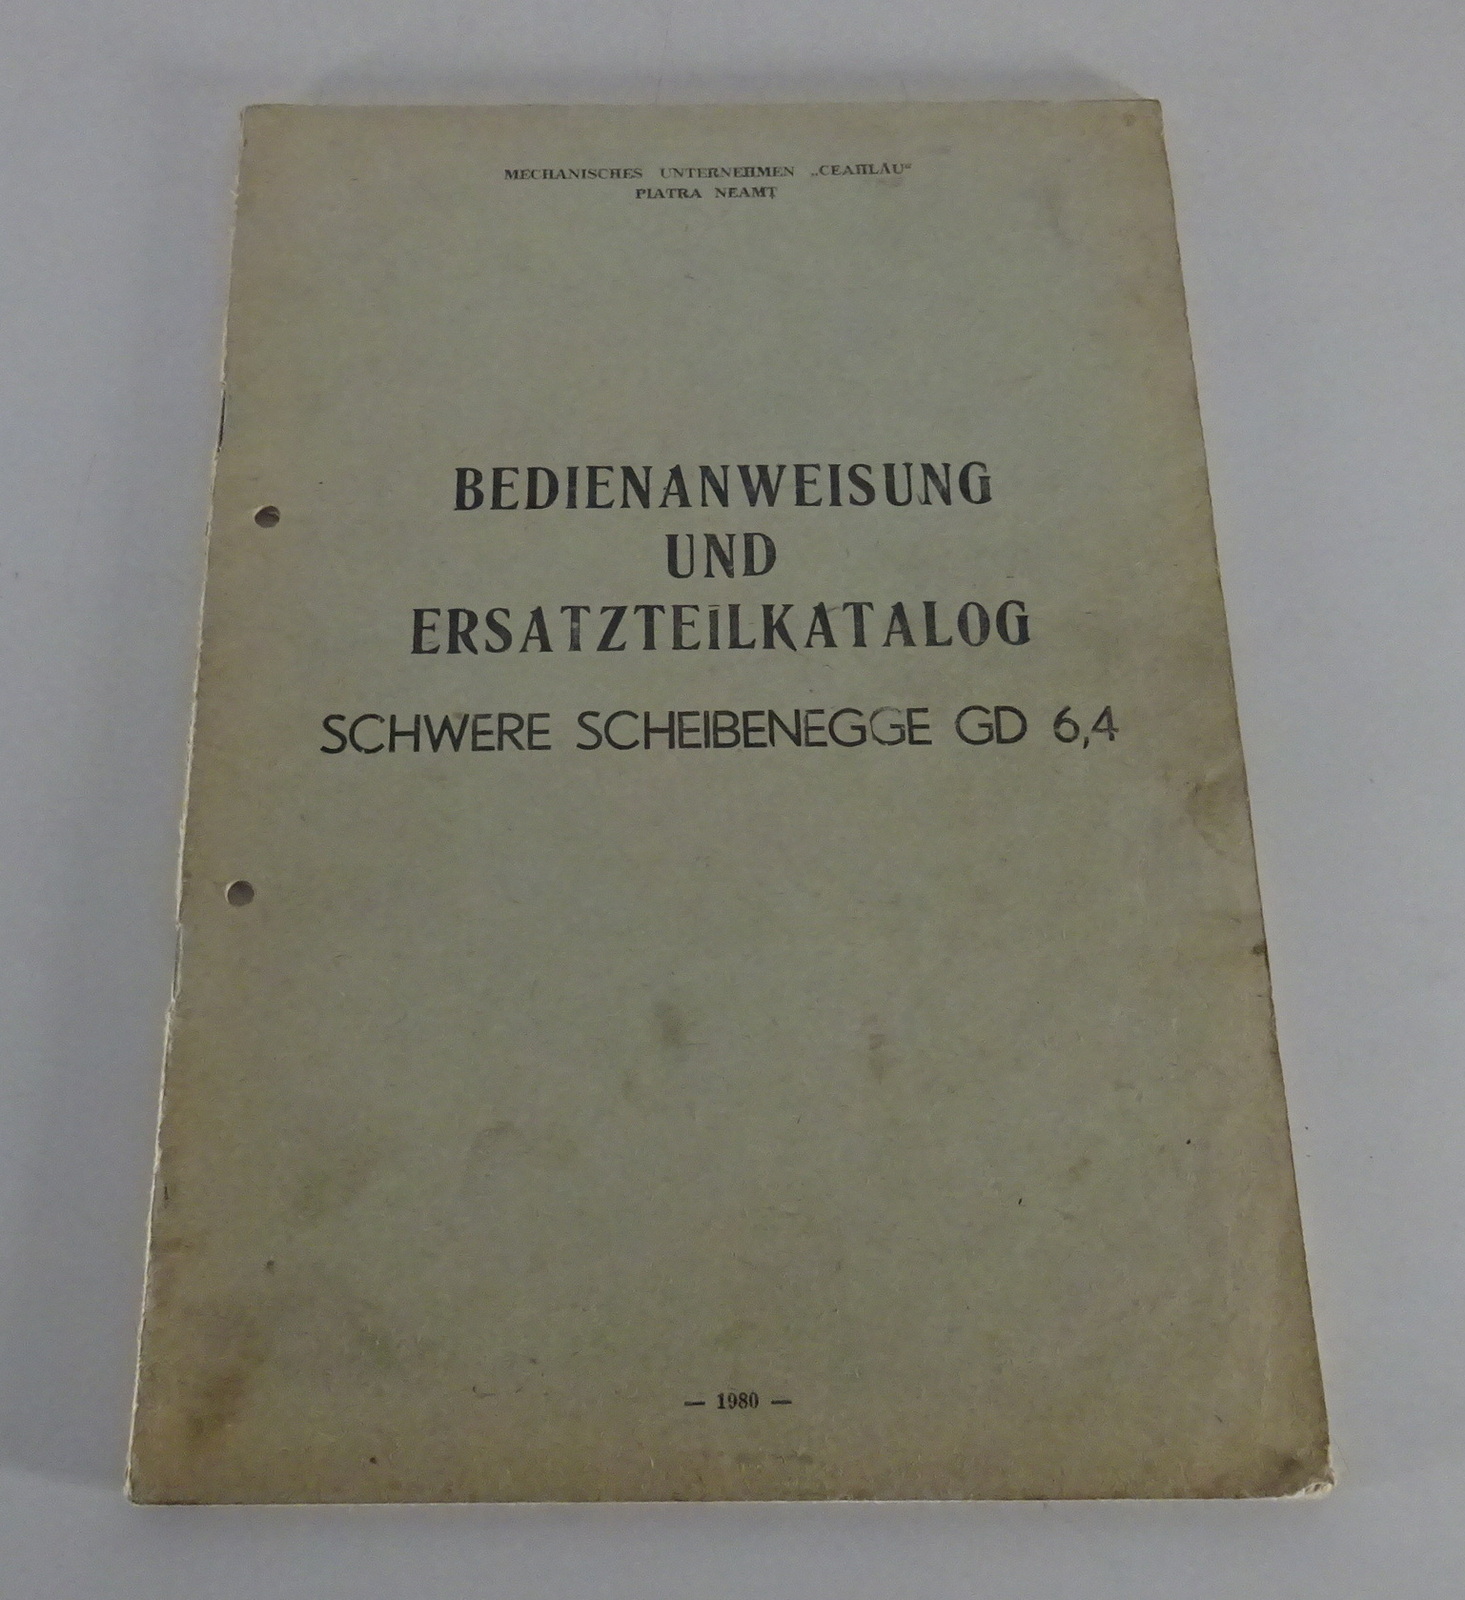 MECHANISCHES UNTERNEHMEN „CEAHLĂU“
PIATRA NEAMȚ
BEDIENANWEISUNG
UND
ERSATZTEILKATALOG
SCHWERE SCHEIBENEGGE GD 6,4
— 1980 —